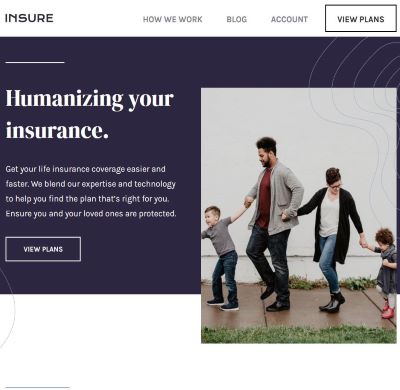 INSURE
HOW WE WORK
BLOG
ACCOUNT
VIEW PLANS
Humanizing your
insurance.
Get your life insurance coverage easier and
faster. We blend our expertise and technology
to help you find the plan that's right for you.
Ensure you and your loved ones are protected.
VIEW PLANS